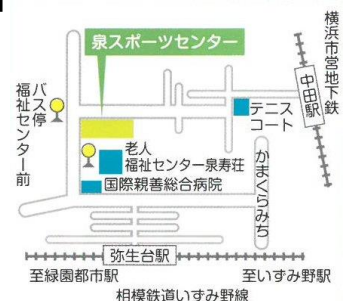 泉スポーツセンター
横浜市営地下鉄
中田駅
バス停
福祉センター前
テニス
コート
老人
福祉センター泉寿荘
国際親善総合病院
かまくらみち
弥生台駅
至緑園都市駅
至いずみ野駅
相模鉄道いずみ野線